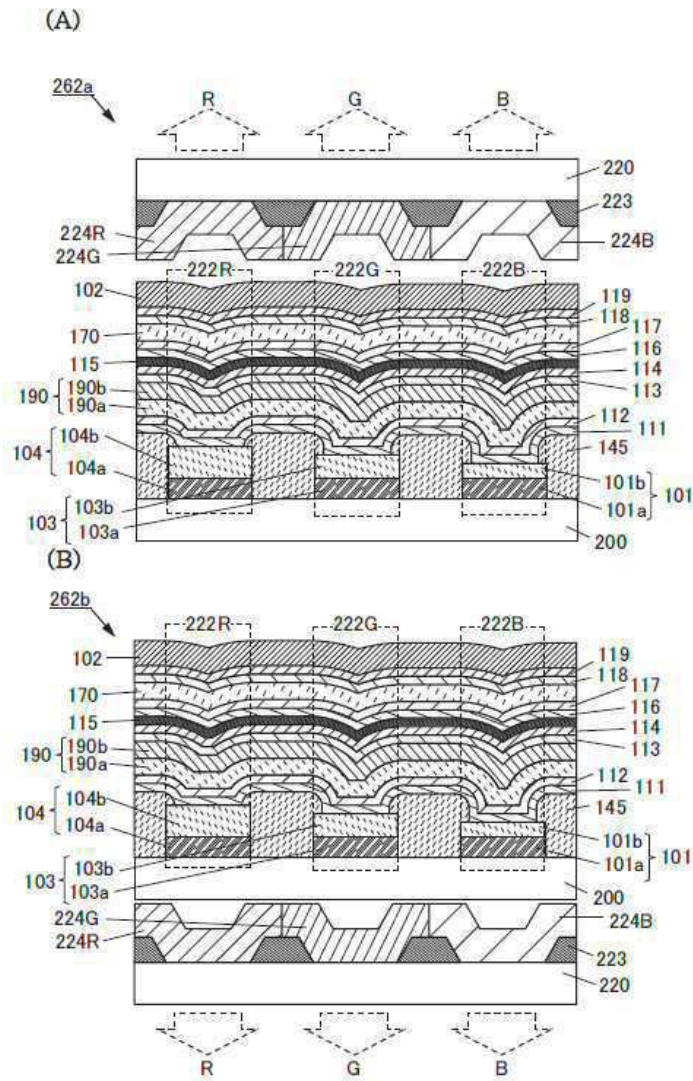 (A)
262a
R G B
220
223
224R
224G
224B
222R 222G 222B
102
119
118
170
117
115
116
114
190 { 190b
190a
113
112
111
104 { 104b
104a
145
103 { 103b
103a
101b
101a } 101
200
(B)
262b
222R 222G 222B
102
119
118
170
117
116
115
114
190 { 190b
190a
113
112
111
104 { 104b
104a
145
103 { 103b
103a
101b
101a } 101
200
224G
224R
224B
223
220
R G B